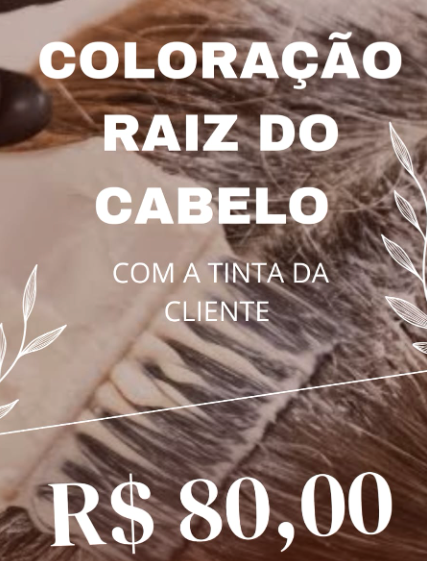 COLORAÇÃO
RAIZ DO
CABELO
COM A TINTA DA
CLIENTE
R$ 80,00